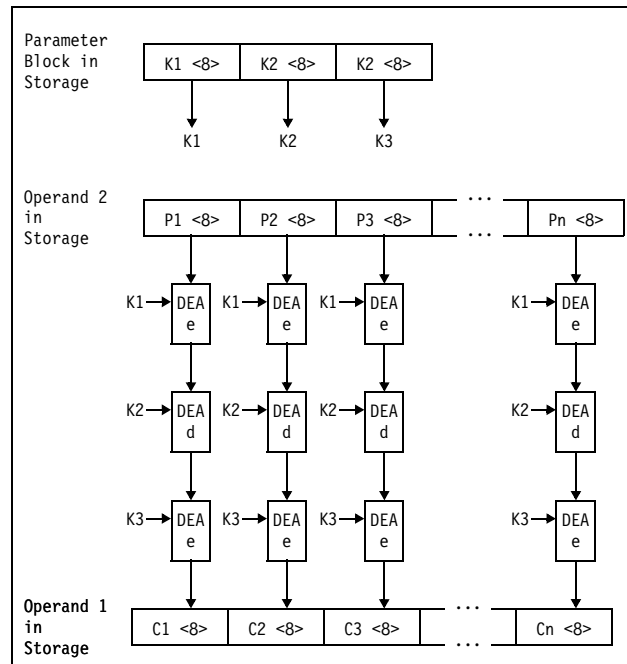 Parameter
Block in
Storage
K1 <8> K2 <8> K2 <8>
K1 K2 K3
Operand 2
in
Storage
P1 <8> P2 <8> P3 <8> ... ... Pn <8>
K1 DEA e K1 DEA e K1 DEA e K1 DEA e
K2 DEA d K2 DEA d K2 DEA d K2 DEA d
K3 DEA e K3 DEA e K3 DEA e K3 DEA e
Operand 1
in
Storage
C1 <8> C2 <8> C3 <8> ... ... Cn <8>